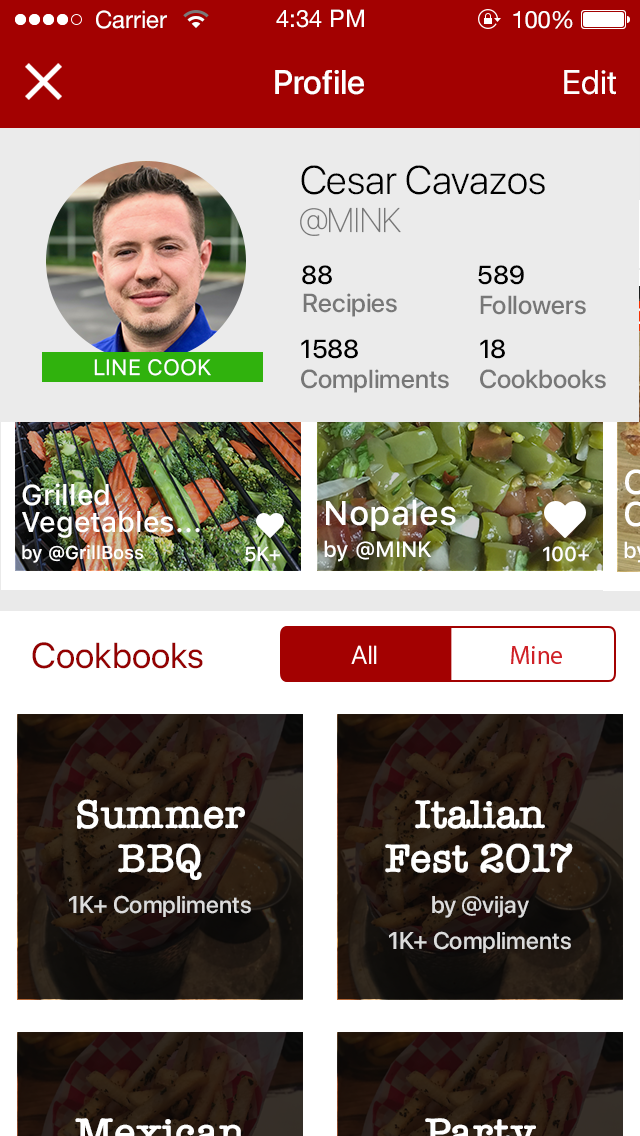 Carrier 4:34 PM 100%
Profile Edit
Cesar Cavazos
@MINK
88 589
Recipies Followers
1588 18
Compliments Cookbooks
LINE COOK
Grilled
Vegetables...
by @GrillBoss 5K+
Nopales
by @MINK 100+
Cookbooks All Mine
Summer
BBQ
1K+ Compliments
Italian
Fest 2017
by @vijay
1K+ Compliments
Mexican
Party